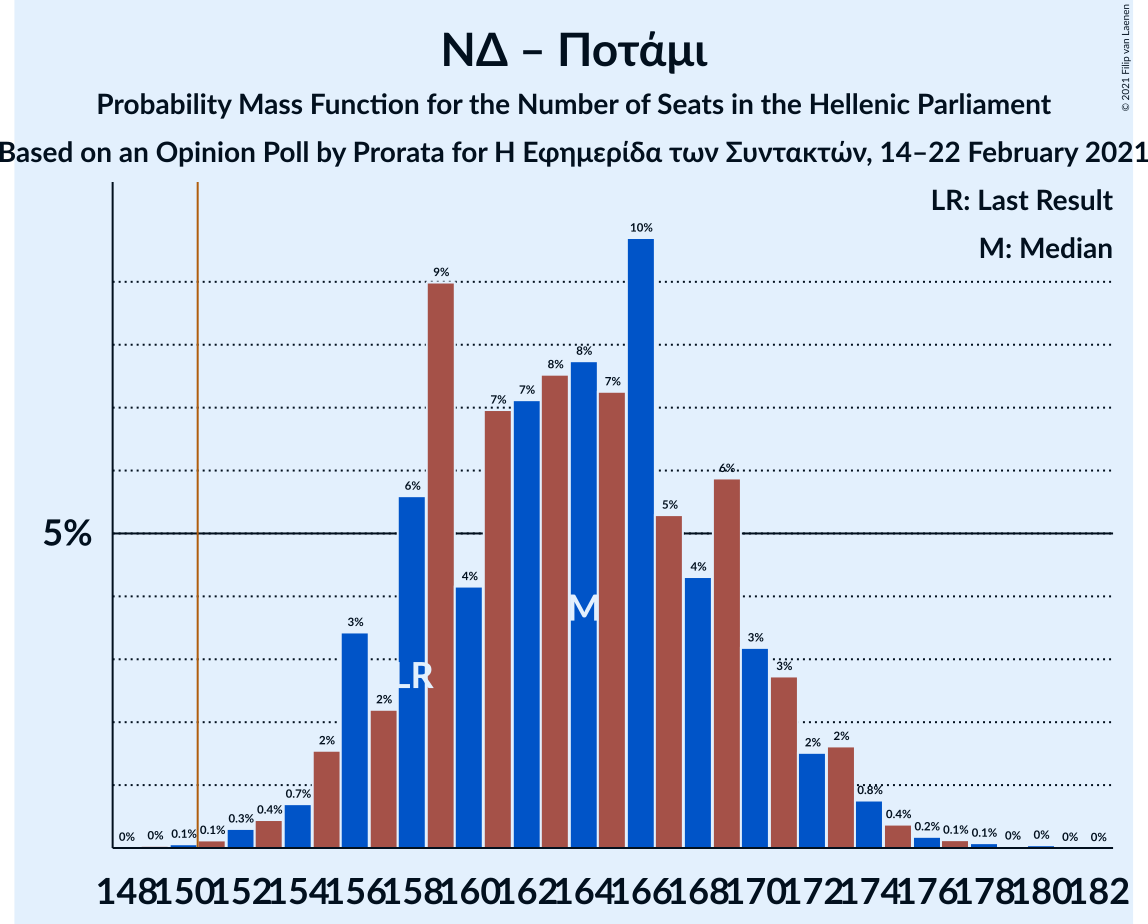 ΝΔ – Ποτάμι
Probability Mass Function for the Number of Seats in the Hellenic Parliament
Based on an Opinion Poll by Prorata for Η Εφημερίδα των Συντακτών, 14–22 February 2021
© 2021 Filip van Laenen
LR: Last Result
M: Median
5%
0% 0% 0.1% 0.1% 0.3% 0.4% 0.7% 2% 3% 2% 6% 9% 4% 7% 7% 8% 8% 7% 10% 5% 4% 6% 3% 3% 2% 2% 0.8% 0.4% 0.2% 0.1% 0.1% 0% 0% 0% 0%
LR
M
148 150 152 154 156 158 160 162 164 166 168 170 172 174 176 178 180 182